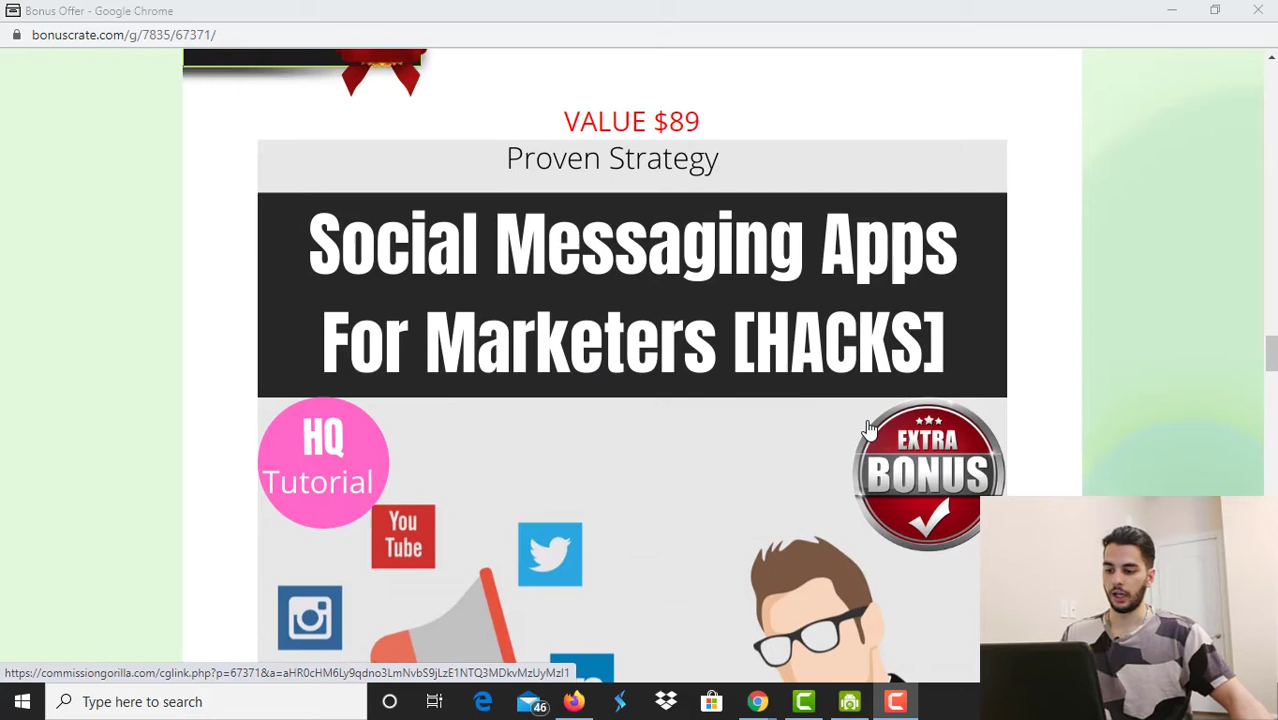 Bonus Offer - Google Chrome
bonuscrate.com/g/7835/67371/
VALUE $89
Proven Strategy
Social Messaging Apps
For Marketers [HACKS]
HQ
Tutorial
EXTRA
BONUS
You
Tube
https://commissiongorilla.com/cglink.php?p=67371&a=aHR0cHM6Ly9qdno3LmNvbS9jLzE1NTQ3MDkvMzUyMzI1
Type here to search
46